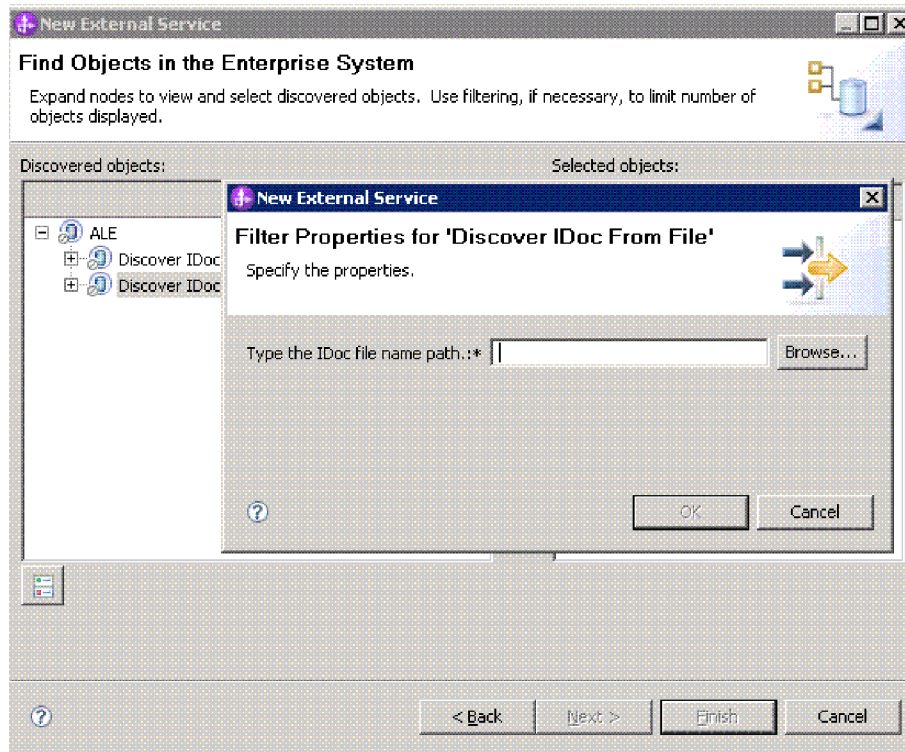 New External Service
Find Objects in the Enterprise System
Expand nodes to view and select discovered objects. Use filtering, if necessary, to limit number of
objects displayed.
Discovered objects:
Selected objects:
ALE
Discover IDoc
Discover IDoc
New External Service
Filter Properties for 'Discover IDoc From File'
Specify the properties.
Type the IDoc file name path.:*
Browse...
OK
Cancel
< Back
Next >
Finish
Cancel